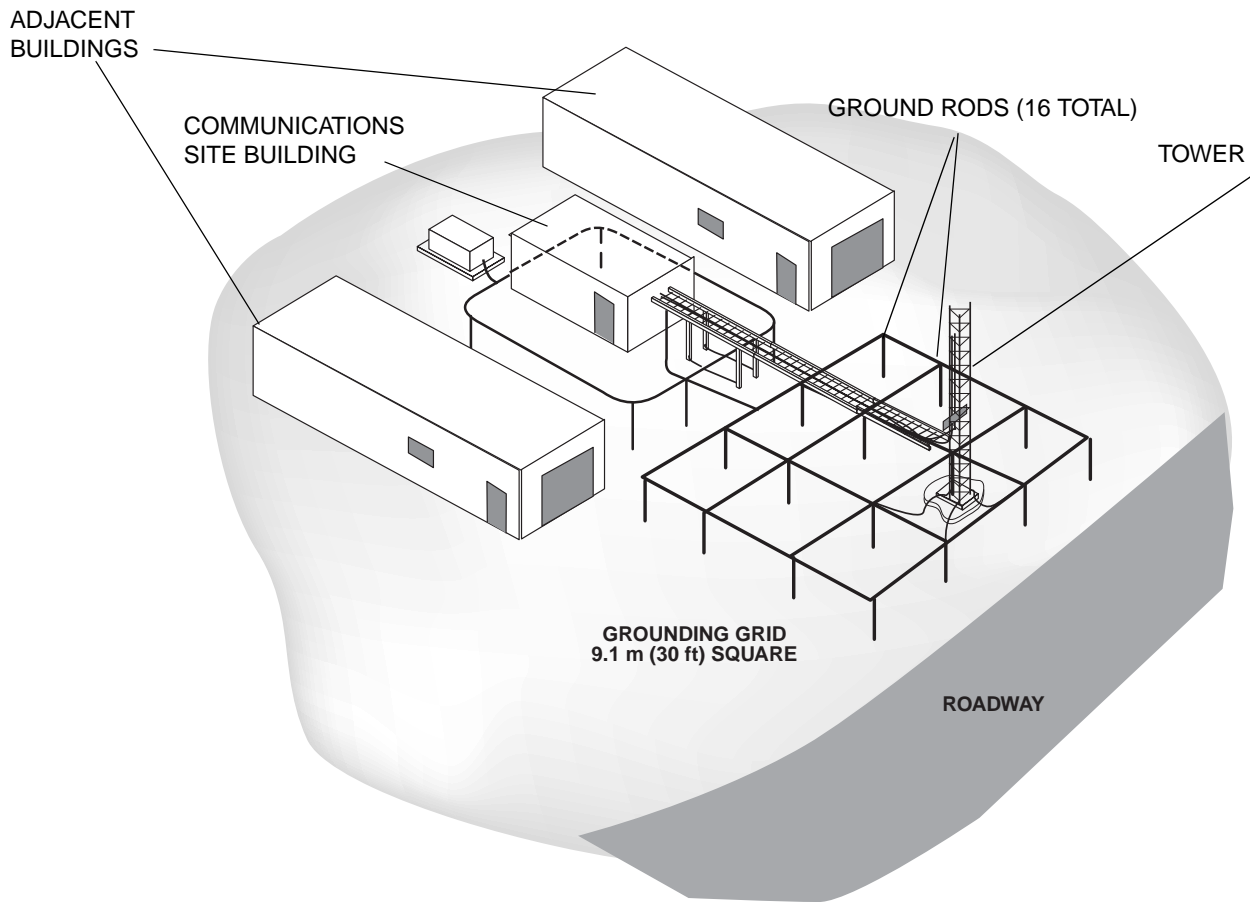 ADJACENT
BUILDINGS
COMMUNICATIONS
SITE BUILDING
GROUND RODS (16 TOTAL)
TOWER
GROUNDING GRID
9.1 m (30 ft) SQUARE
ROADWAY